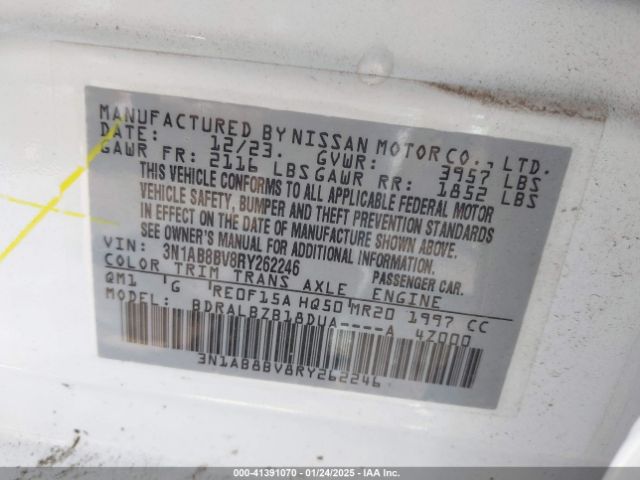 MANUFACTURED BY NISSAN MOTOR CO., LTD.
DATE: 12/23. GVWR: 3957 LBS
GAWR FR: 2116 LBS GAWR RR: 1852 LBS
THIS VEHICLE CONFORMS TO ALL APPLICABLE FEDERAL MOTOR
VEHICLE SAFETY, BUMPER AND THEFT PREVENTION STANDARDS
IN EFFECT ON THE DATE OF MANUFACTURE SHOWN ABOVE.
SEE OWNER'S MANUAL FOR ADDITIONAL INFORMATION.
VIN: 3N1AB8BV8RY262246 PASSENGER CAR.
COLOR TRIM TRANS AXLE ENGINE
QM1 'G 'RE0F15A HQ50'MR20 1997 CC
MODEL: BDRALBZB18DUA----A 4Z000
3N1AB8BV8RY262246
000-41391070 - 01/24/2025 - IAA, Inc.